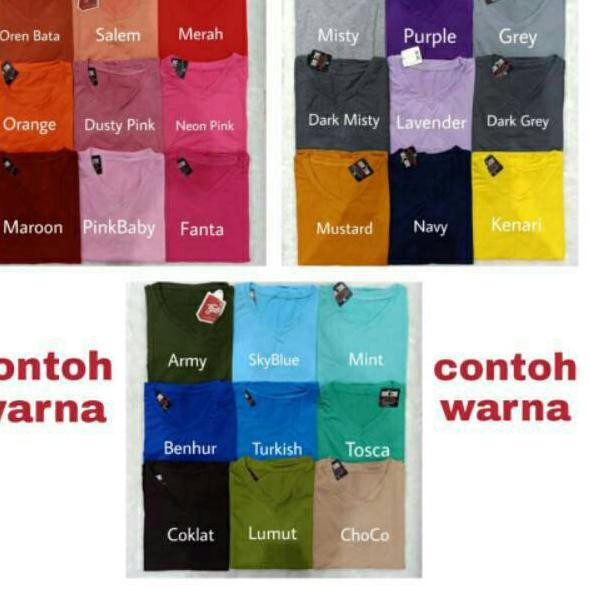 Oren Bata
Salem
Merah
Orange
Dusty Pink
Neon Pink
Maroon
PinkBaby
Fanta
Misty
Purple
Grey
Dark Misty
Lavender
Dark Grey
Mustard
Navy
Kenari
ontoh
warna
Army
SkyBlue
Mint
Benhur
Turkish
Tosca
Coklat
Lumut
ChoCo
contoh
warna